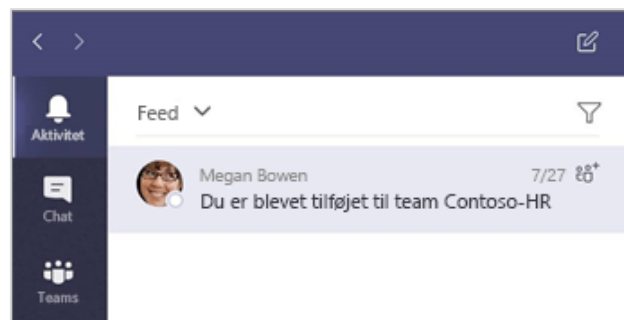 Aktivitet
Chat
Teams
Feed
Megan Bowen 7/27
Du er blevet tilføjet til team Contoso-HR